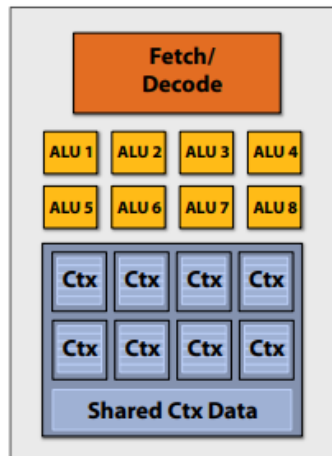 Fetch/
Decode
ALU 1 ALU 2 ALU 3 ALU 4
ALU 5 ALU 6 ALU 7 ALU 8
Ctx Ctx Ctx Ctx
Ctx Ctx Ctx Ctx
Shared Ctx Data